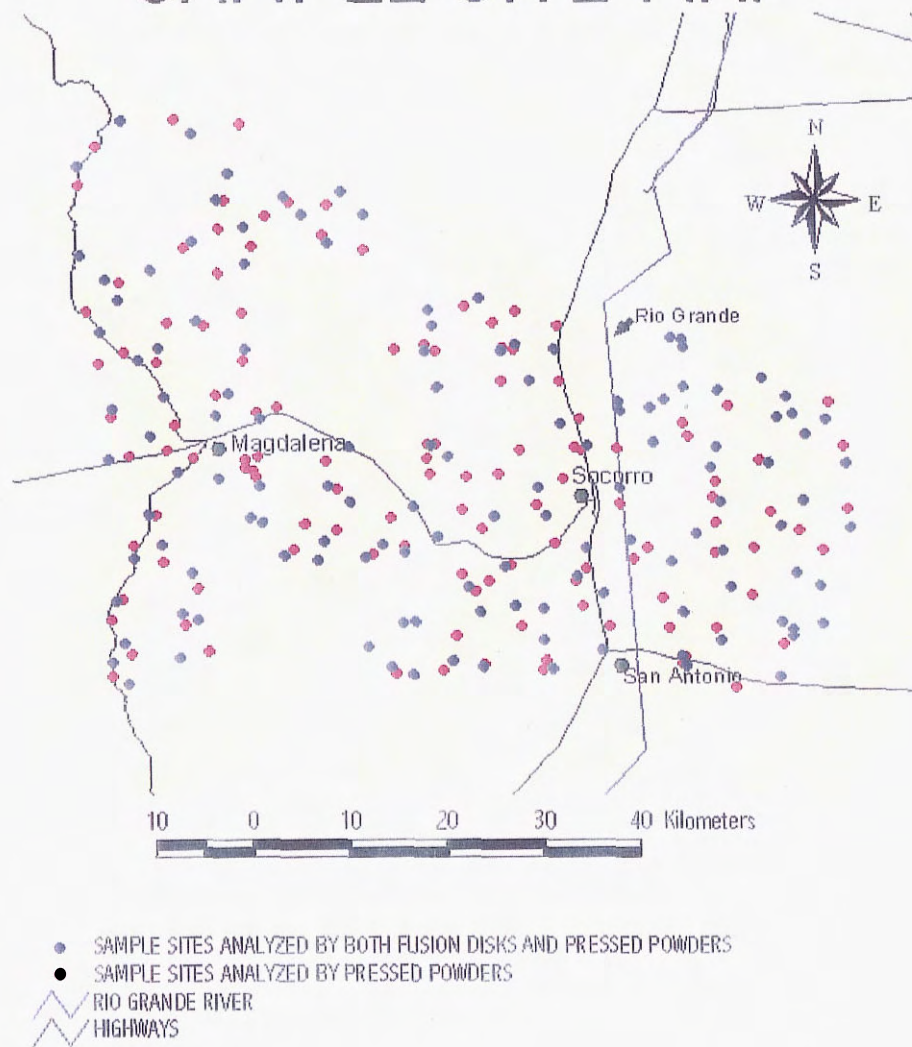 N
W E
S
Rio Grande
Magdalena
Socorro
San Antonio
10 0 10 20 30 40 Kilometers
SAMPLE SITES ANALYZED BY BOTH FUSION DISKS AND PRESSED POWDERS
SAMPLE SITES ANALYZED BY PRESSED POWDERS
RIO GRANDE RIVER
HIGHWAYS